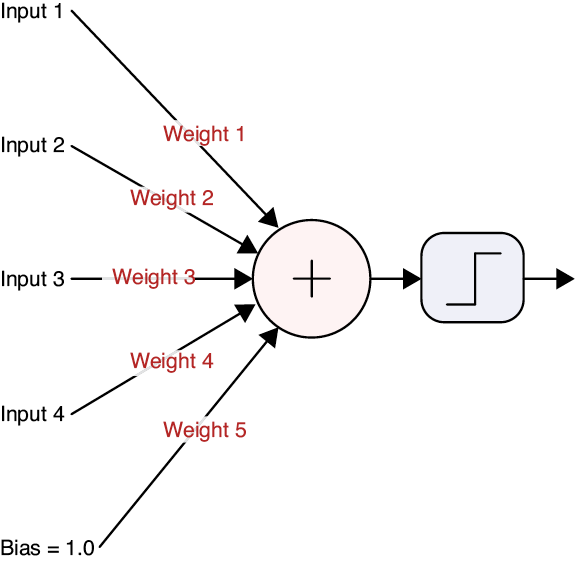 Input 1
Weight 1
Input 2
Weight 2
Input 3
Weight 3
+
Weight 4
Input 4
Weight 5
Bias = 1.0